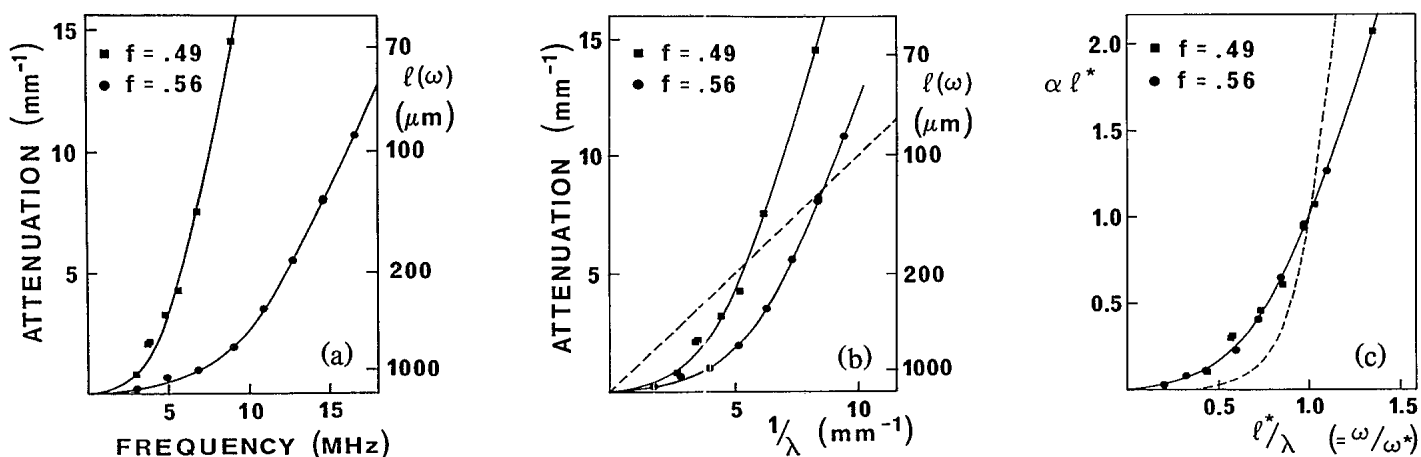 ATTENUATION (mm⁻¹)
15
10
5
■ f = .49
● f = .56
70
ℓ(ω)
(μm)
100
200
1000
(a)
5
10
15
FREQUENCY (MHz)
ATTENUATION (mm⁻¹)
15
10
5
■ f = .49
● f = .56
70
ℓ(ω)
(μm)
100
200
1000
(b)
5
10
1/λ (mm⁻¹)
αℓ*
2.0
1.5
1.0
0.5
■ f = .49
● f = .56
(c)
0.5
1.0
1.5
ℓ*/λ (=ω/ω*)